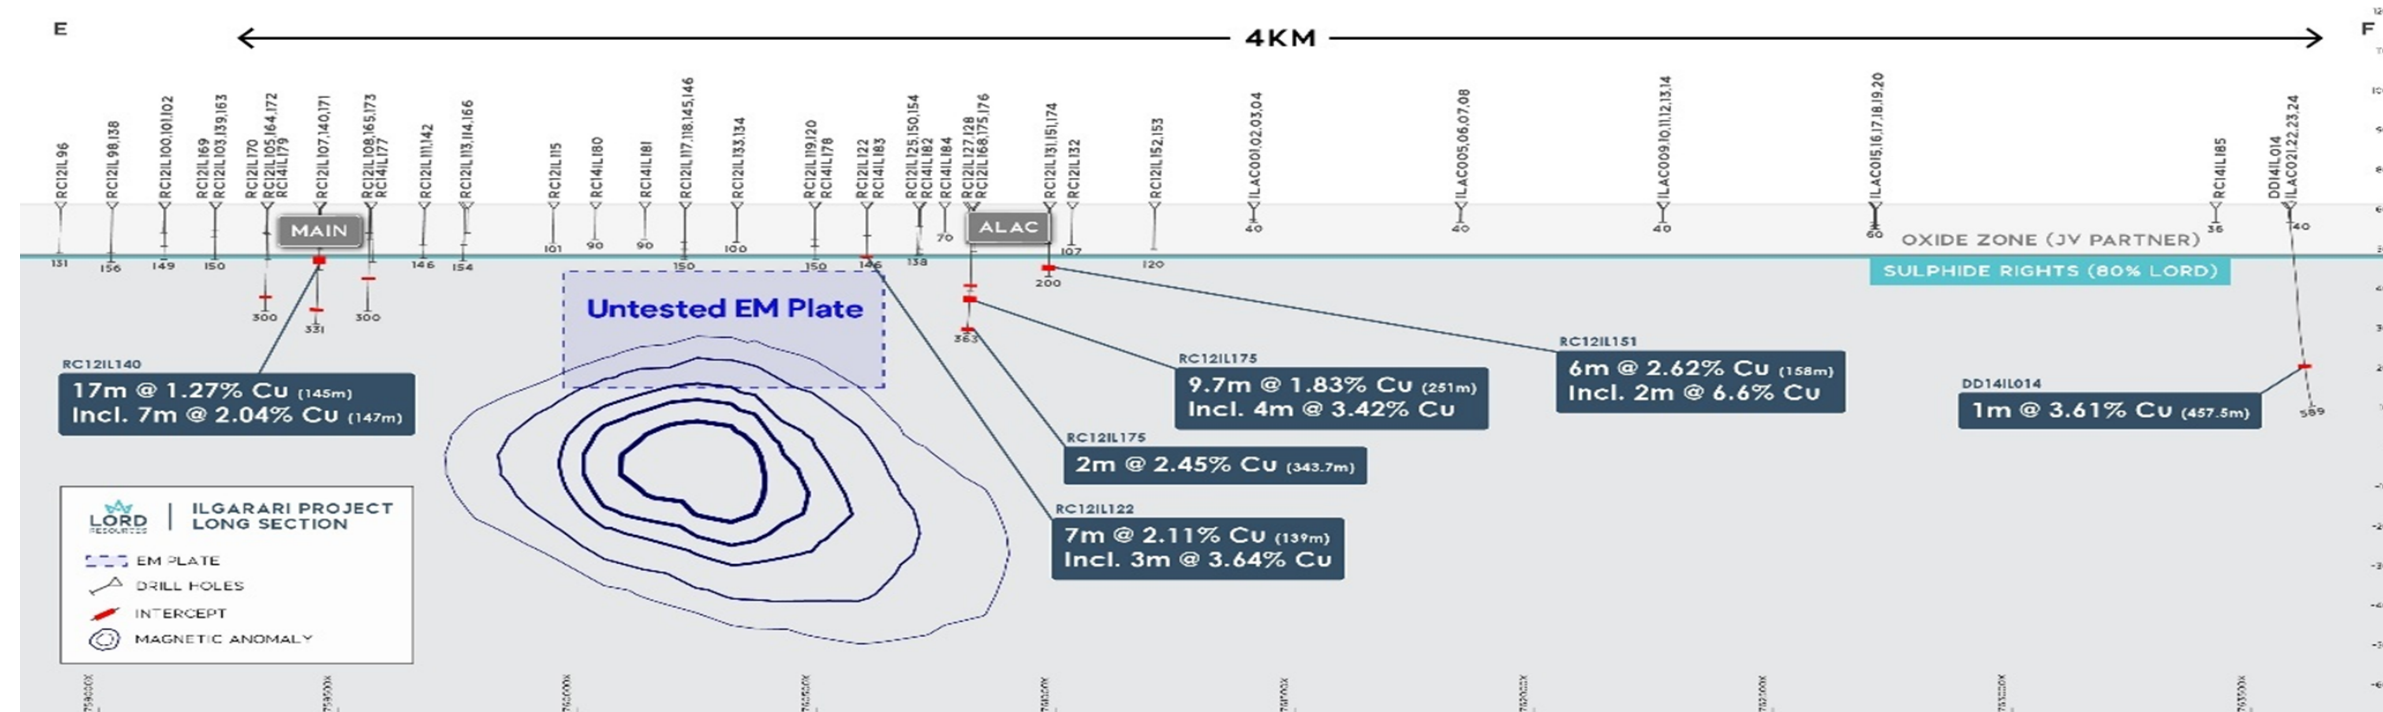 E
4KM
F
RC12IL96
RC12IL98,138
RC12IL100,101,102
RC12IL169
RC12IL103,139,163
RC12IL170
RC12IL105,164,172
RC14IL179
RC12IL107,140,171
RC12IL108,165,173
RC14IL177
RC12IL111,142
RC12IL113,114,166
RC12IL115
RC14IL180
RC14IL181
RC12IL117,118,145,146
RC12IL133,134
RC12IL119,120
RC14IL178
RC12IL122
RC14IL183
RC12IL125,150,154
RC14IL182
RC14IL184
RC12IL127,128
RC12IL168,175,176
RC12IL131,151,174
RC12IL132
RC12IL152,153
ILAC001,02,03,04
ILAC005,06,07,08
ILAC009,10,11,12,13,14
ILAC015,16,17,18,19,20
RC14IL185
DD14IL014
ILAC021,22,23,24
MAIN
ALAC
101
90
90
100
70
107
40
40
40
36
40
OXIDE ZONE (JV PARTNER)
131
156
149
150
146
154
150
150
146
138
120
SULPHIDE RIGHTS (80% LORD)
200
300
331
300
363
589
Untested EM Plate
RC12IL140
17m @ 1.27% Cu (145m)
Incl. 7m @ 2.04% Cu (147m)
RC12IL175
9.7m @ 1.83% Cu (251m)
Incl. 4m @ 3.42% Cu
RC12IL151
6m @ 2.62% Cu (158m)
Incl. 2m @ 6.6% Cu
DD14IL014
1m @ 3.61% Cu (457.5m)
RC12IL175
2m @ 2.45% Cu (343.7m)
RC12IL122
7m @ 2.11% Cu (139m)
Incl. 3m @ 3.64% Cu
LORD
RESOURCES
ILGARARI PROJECT
LONG SECTION
EM PLATE
DRILL HOLES
INTERCEPT
MAGNETIC ANOMALY